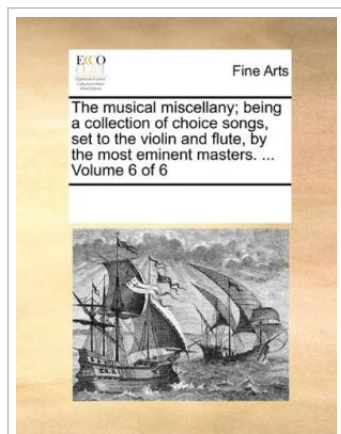 ECCO
Fine Arts
The musical miscellany; being
a collection of choice songs,
set to the violin and flute, by
the most eminent masters. ...
Volume 6 of 6